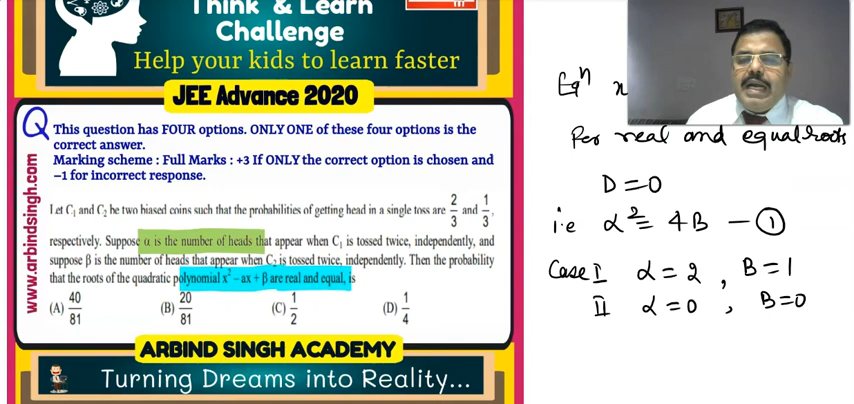 Think & Learn
Challenge
Help your kids to learn faster
JEE Advance 2020
Q This question has FOUR options. ONLY ONE of these four options is the
correct answer.
Marking scheme : Full Marks : +3 If ONLY the correct option is chosen and
−1 for incorrect response.
Let C₁ and C₂ be two biased coins such that the probabilities of getting head in a single toss are 2/3 and 1/3,
respectively. Suppose α is the number of heads that appear when C₁ is tossed twice, independently, and
suppose β is the number of heads that appear when C₂ is tossed twice, independently. Then the probability
that the roots of the quadratic polynomial x² – αx + β are real and equal, is
(A) 40/81 (B) 20/81 (C) 1/2 (D) 1/4
www.arbindsingh.com
ARBIND SINGH ACADEMY
Turning Dreams into Reality...
Eqⁿ x
For real and equal roots
D=0
i.e α² = 4B — ①
Case I α = 2 , B = 1
II α = 0 , B = 0